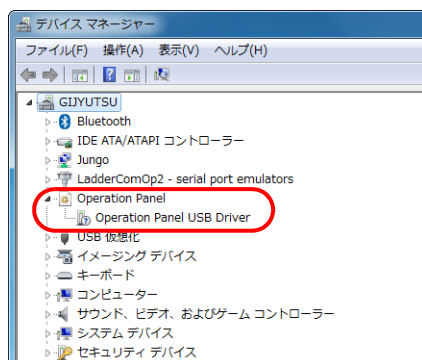 デバイス マネージャー
ファイル(F) 操作(A) 表示(V) ヘルプ(H)
GIJYUTSU
Bluetooth
IDE ATA/ATAPI コントローラー
Jungo
LadderComOp2 - serial port emulators
Operation Panel
Operation Panel USB Driver
USB 仮想化
イメージング デバイス
キーボード
コンピューター
サウンド、ビデオ、およびゲーム コントローラー
システム デバイス
セキュリティ デバイス